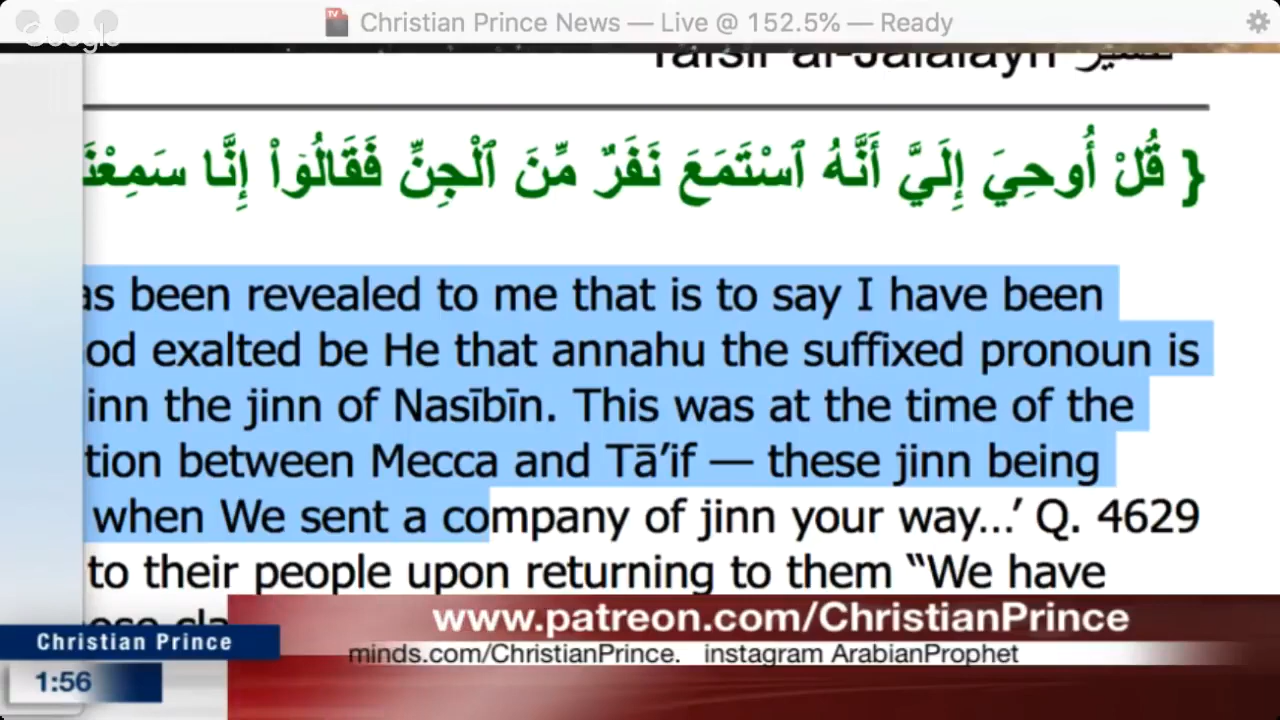 Christian Prince News — Live @ 152.5% — Ready
Google
Tafsir al-Jalalayn تفسير
{ قُلْ أُوحِيَ إِلَيَّ أَنَّهُ ٱسْتَمَعَ نَفَرٌ مِّنَ ٱلْجِنِّ فَقَالُوۤاْ إِنَّا سَمِعْنَا
as been revealed to me that is to say I have been
od exalted be He that annahu the suffixed pronoun is
inn the jinn of Nasībīn. This was at the time of the
tion between Mecca and Tā’if — these jinn being
when We sent a company of jinn your way...’ Q. 4629
to their people upon returning to them “We have
www.patreon.com/ChristianPrince
Christian Prince
minds.com/ChristianPrince. instagram ArabianProphet
1:56